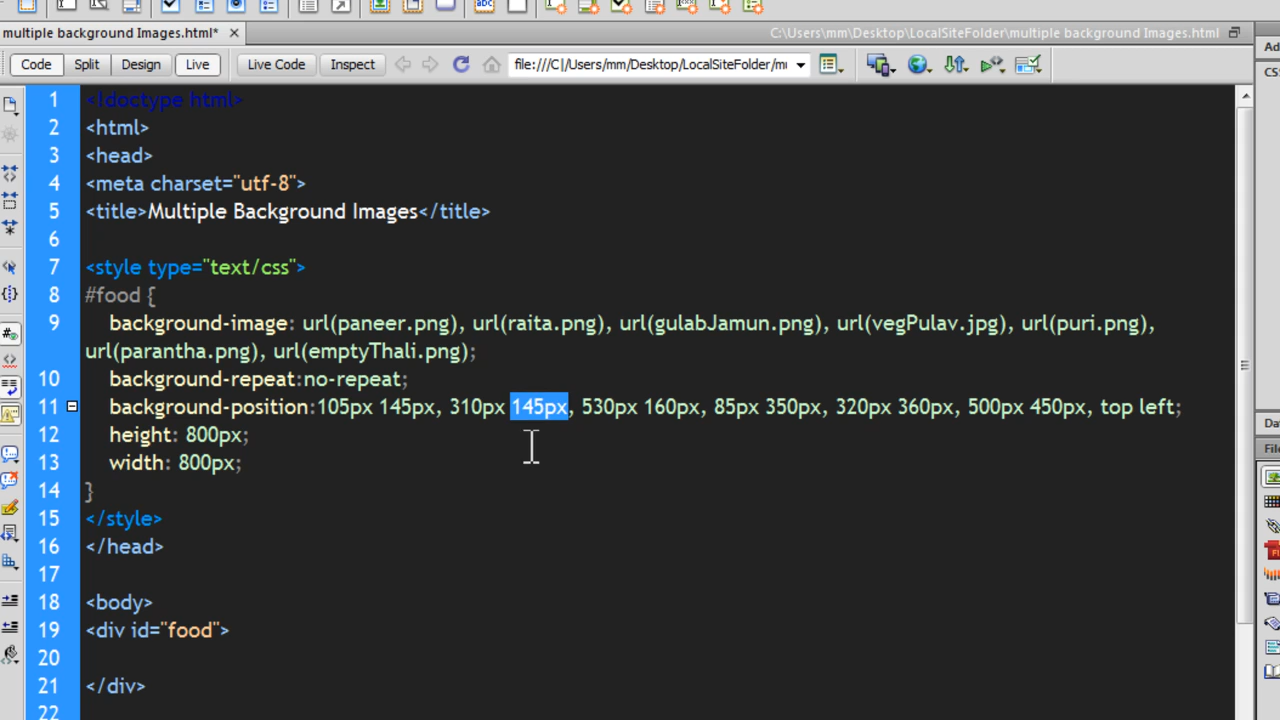 multiple background Images.html* ×
C:\Users\mm\Desktop\LocalSiteFolder\multiple background Images.html
Code Split Design Live Live Code Inspect file:///C|/Users/mm/Desktop/LocalSiteFolder/mu
1 <!doctype html>
2 <html>
3 <head>
4 <meta charset="utf-8">
5 <title>Multiple Background Images</title>
6
7 <style type="text/css">
8 #food {
9 background-image: url(paneer.png), url(raita.png), url(gulabJamun.png), url(vegPulav.jpg), url(puri.png),
url(parantha.png), url(emptyThali.png);
10 background-repeat:no-repeat;
11 background-position:105px 145px, 310px 145px, 530px 160px, 85px 350px, 320px 360px, 500px 450px, top left;
12 height: 800px;
13 width: 800px;
14 }
15 </style>
16 </head>
17
18 <body>
19 <div id="food">
20
21 </div>
22
Ad
CS
Da
File